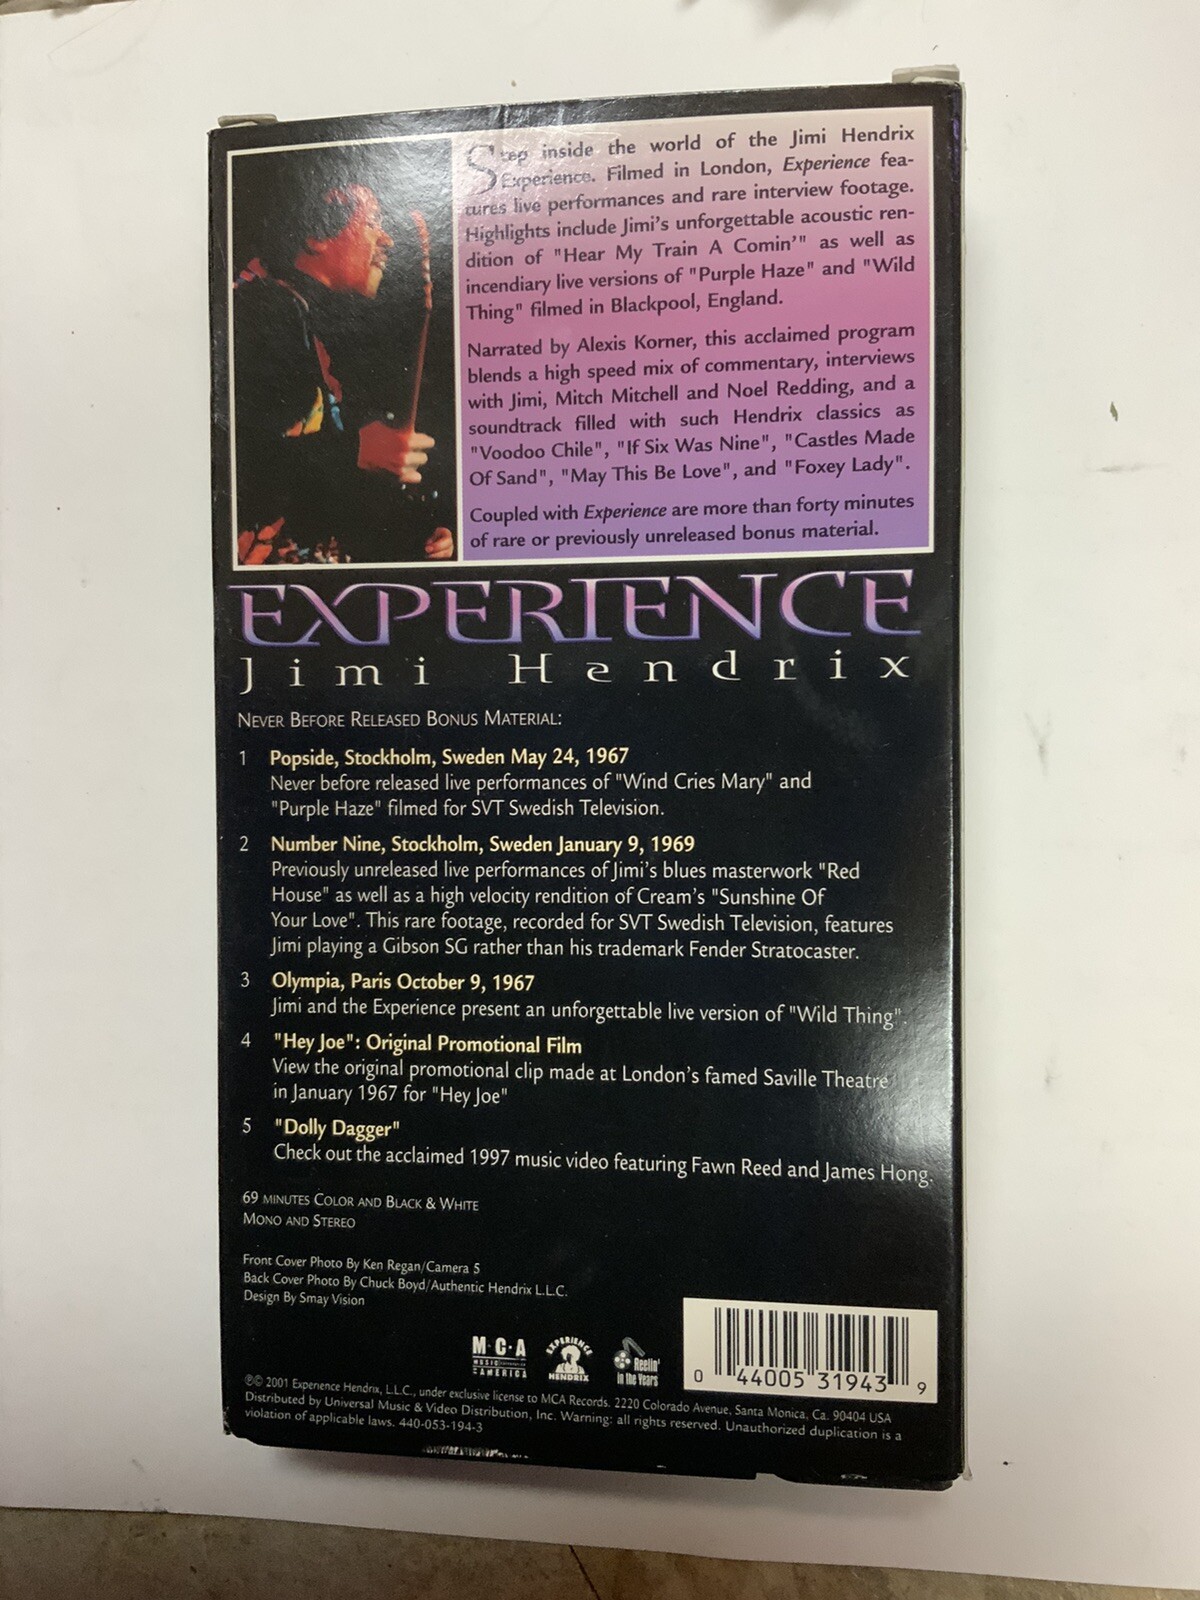 Step inside the world of the Jimi Hendrix
Experience. Filmed in London, Experience fea-
tures live performances and rare interview footage.
Highlights include Jimi's unforgettable acoustic ren-
dition of "Hear My Train A Comin'" as well as
incendiary live versions of "Purple Haze" and "Wild
Thing" filmed in Blackpool, England.
Narrated by Alexis Korner, this acclaimed program
blends a high speed mix of commentary, interviews
with Jimi, Mitch Mitchell and Noel Redding, and a
soundtrack filled with such Hendrix classics as
"Voodoo Chile", "If Six Was Nine", "Castles Made
Of Sand", "May This Be Love", and "Foxey Lady".
Coupled with Experience are more than forty minutes
of rare or previously unreleased bonus material.
EXPERIENCE
Jimi Hendrix
NEVER BEFORE RELEASED BONUS MATERIAL:
1 Popside, Stockholm, Sweden May 24, 1967
Never before released live performances of "Wind Cries Mary" and
"Purple Haze" filmed for SVT Swedish Television.
2 Number Nine, Stockholm, Sweden January 9, 1969
Previously unreleased live performances of Jimi's blues masterwork "Red
House" as well as a high velocity rendition of Cream's "Sunshine Of
Your Love". This rare footage, recorded for SVT Swedish Television, features
Jimi playing a Gibson SG rather than his trademark Fender Stratocaster.
3 Olympia, Paris October 9, 1967
Jimi and the Experience present an unforgettable live version of "Wild Thing".
4 "Hey Joe": Original Promotional Film
View the original promotional clip made at London's famed Saville Theatre
in January 1967 for "Hey Joe"
5 "Dolly Dagger"
Check out the acclaimed 1997 music video featuring Fawn Reed and James Hong.
69 MINUTES COLOR AND BLACK & WHITE
MONO AND STEREO
Front Cover Photo By Ken Regan/Camera 5
Back Cover Photo By Chuck Boyd/Authentic Hendrix L.L.C.
Design By Smay Vision
M·C·A
MUSIC CORPORATION
of AMERICA
EXPERIENCE
HENDRIX
Reelin'
in the Years
0 44005 31943 9
℗© 2001 Experience Hendrix, L.L.C., under exclusive license to MCA Records. 2220 Colorado Avenue, Santa Monica, Ca. 90404 USA
Distributed by Universal Music & Video Distribution, Inc. Warning: all rights reserved. Unauthorized duplication is a
violation of applicable laws. 440-053-194-3